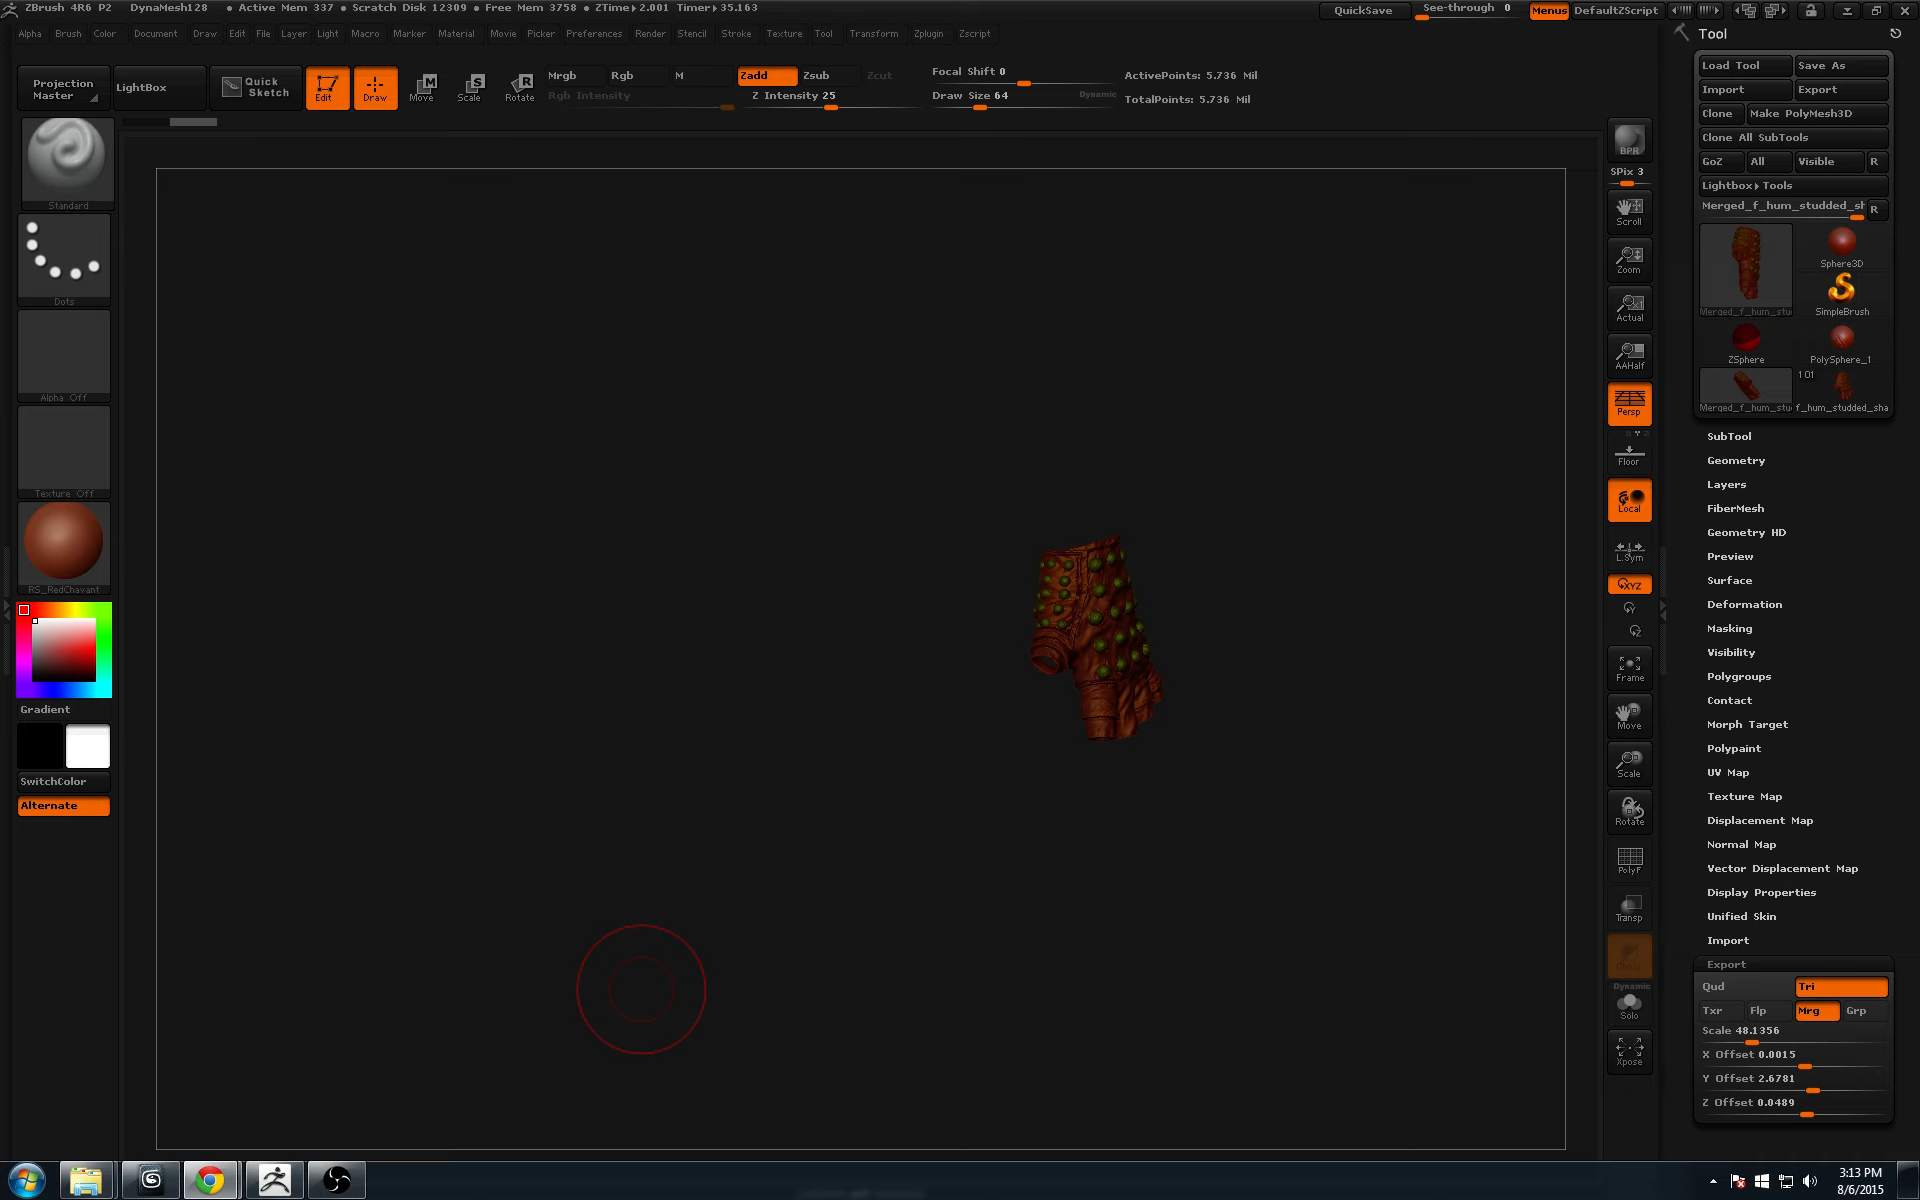 ZBrush 4R6 P2 DynaMesh128 • Active Mem 337 • Scratch Disk 12309 • Free Mem 3758 • ZTime▸2.001 Timer▸35.163 QuickSave See-through 0 Menus DefaultZScript
Alpha Brush Color Document Draw Edit File Layer Light Macro Marker Material Movie Picker Preferences Render Stencil Stroke Texture Tool Transform Zplugin Zscript
Projection Master
LightBox
Quick Sketch
Edit
Draw
Move
Scale
Rotate
Mrgb Rgb M
Rgb Intensity
Zadd Zsub Zcut
Z Intensity 25
Focal Shift 0
Draw Size 64 Dynamic
ActivePoints: 5.736 Mil
TotalPoints: 5.736 Mil
Standard
Dots
Alpha Off
Texture Off
RS_RedChavant
Gradient
SwitchColor
Alternate
BPR
SPix 3
Scroll
Zoom
Actual
AAHalf
Persp
Floor
Local
L.Sym
XYZ
Y
Z
Frame
Move
Scale
Rotate
PolyF
Transp
Dynamic
Solo
Xpose
Tool
Load Tool Save As
Import Export
Clone Make PolyMesh3D
Clone All SubTools
GoZ All Visible R
Lightbox▸Tools
Merged_f_hum_studded_sh R
Merged_f_hum_stu
Sphere3D
SimpleBrush
ZSphere
PolySphere_1
Merged_f_hum_stu
f_hum_studded_sha
SubTool
Geometry
Layers
FiberMesh
Geometry HD
Preview
Surface
Deformation
Masking
Visibility
Polygroups
Contact
Morph Target
Polypaint
UV Map
Texture Map
Displacement Map
Normal Map
Vector Displacement Map
Display Properties
Unified Skin
Import
Export
Qud Tri
Txr Flp Mrg Grp
Scale 48.1356
X Offset 0.0015
Y Offset 2.6781
Z Offset 0.0489
3:13 PM
8/6/2015